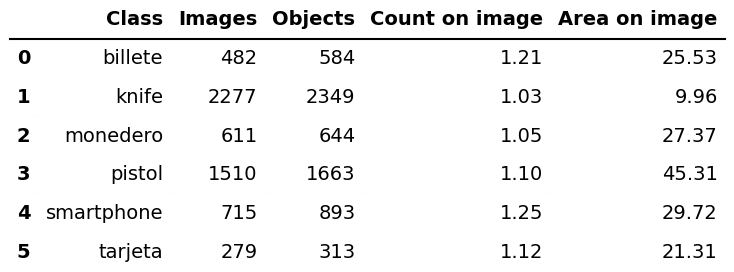 Class Images Objects Count on image Area on image
0 billete 482 584 1.21 25.53
1 knife 2277 2349 1.03 9.96
2 monedero 611 644 1.05 27.37
3 pistol 1510 1663 1.10 45.31
4 smartphone 715 893 1.25 29.72
5 tarjeta 279 313 1.12 21.31